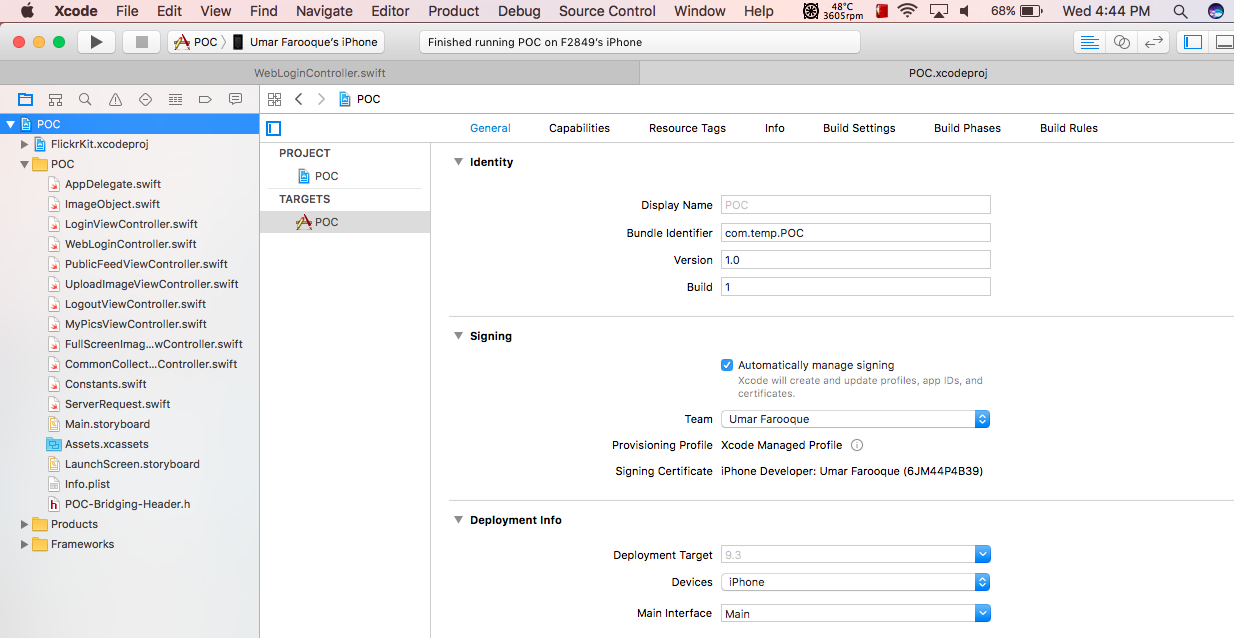 Xcode File Edit View Find Navigate Editor Product Debug Source Control Window Help 48°C 3605rpm 68% Wed 4:44 PM
POC Umar Farooque's iPhone Finished running POC on F2849's iPhone
WebLoginController.swift POC.xcodeproj
POC
POC
FlickrKit.xcodeproj
POC
AppDelegate.swift
ImageObject.swift
LoginViewController.swift
WebLoginController.swift
PublicFeedViewController.swift
UploadImageViewController.swift
LogoutViewController.swift
MyPicsViewController.swift
FullScreenImag...wController.swift
CommonCollect...Controller.swift
Constants.swift
ServerRequest.swift
Main.storyboard
Assets.xcassets
LaunchScreen.storyboard
Info.plist
h POC-Bridging-Header.h
Products
Frameworks
General Capabilities Resource Tags Info Build Settings Build Phases Build Rules
PROJECT
POC
TARGETS
POC
Identity
Display Name POC
Bundle Identifier com.temp.POC
Version 1.0
Build 1
Signing
Automatically manage signing
Xcode will create and update profiles, app IDs, and
certificates.
Team Umar Farooque
Provisioning Profile Xcode Managed Profile
Signing Certificate iPhone Developer: Umar Farooque (6JM44P4B39)
Deployment Info
Deployment Target 9.3
Devices iPhone
Main Interface Main